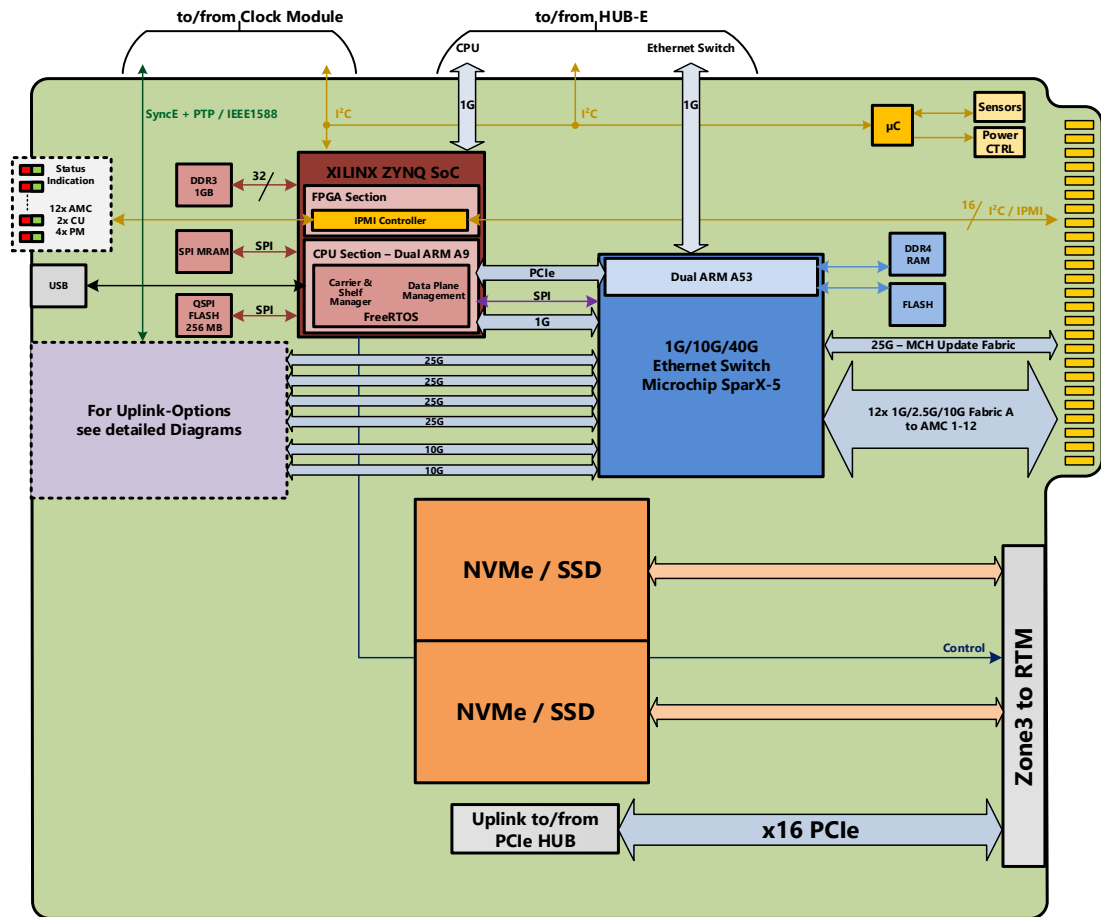 to/from Clock Module
to/from HUB-E
CPU
Ethernet Switch
1G
1G
SyncE + PTP / IEEE1588
I²C
I²C
µC
Sensors
Power
CTRL
Status
Indication
12x AMC
2x CU
4x PM
DDR3
1GB
32
XILINX ZYNQ SoC
FPGA Section
IPMI Controller
16
I²C / IPMI
SPI MRAM
SPI
CPU Section – Dual ARM A9
Carrier &
Shelf
Manager
Data Plane
Management
FreeRTOS
USB
QSPI
FLASH
256 MB
SPI
PCIe
SPI
1G
Dual ARM A53
DDR4
RAM
FLASH
1G/10G/40G
Ethernet Switch
Microchip SparX-5
25G – MCH Update Fabric
12x 1G/2.5G/10G Fabric A
to AMC 1-12
For Uplink-Options
see detailed Diagrams
25G
25G
25G
25G
10G
10G
NVMe / SSD
NVMe / SSD
Control
Zone3 to RTM
Uplink to/from
PCIe HUB
x16 PCIe